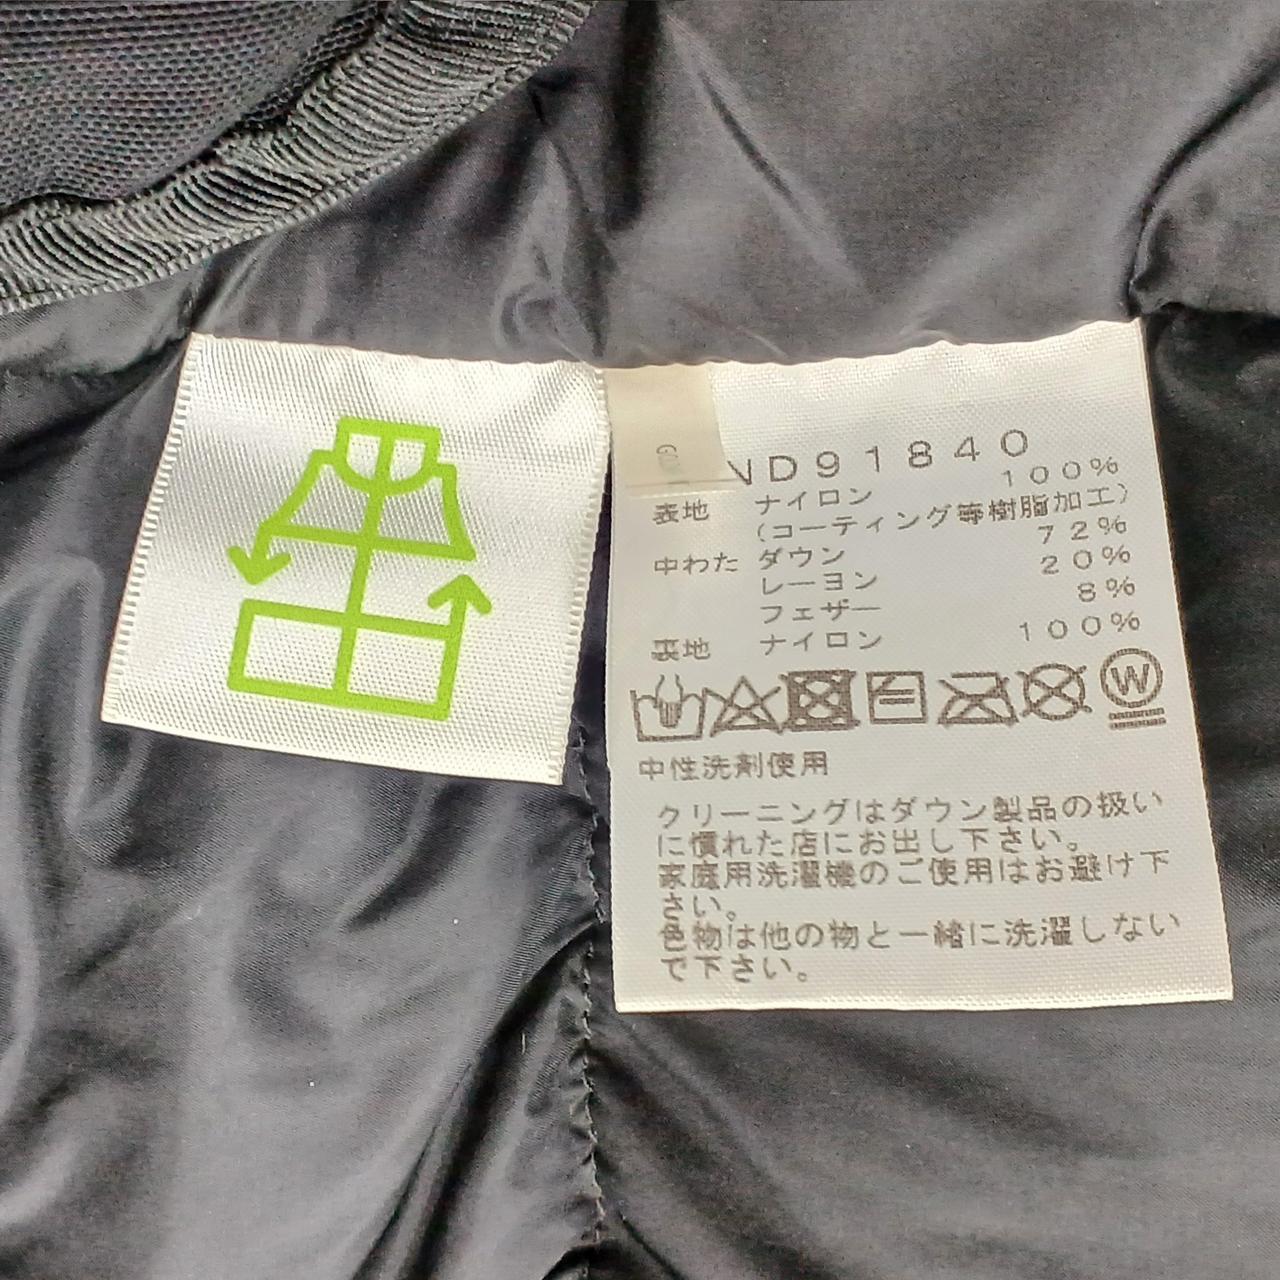 ND91840
表地 ナイロン 100%
(コーティング等樹脂加工)
中わた ダウン 72%
レーヨン 20%
フェザー 8%
裏地 ナイロン 100%
W
中性洗剤使用
クリーニングはダウン製品の扱い
に慣れた店にお出し下さい。
家庭用洗濯機のご使用はお避け下
さい。
色物は他の物と一緒に洗濯しない
で下さい。